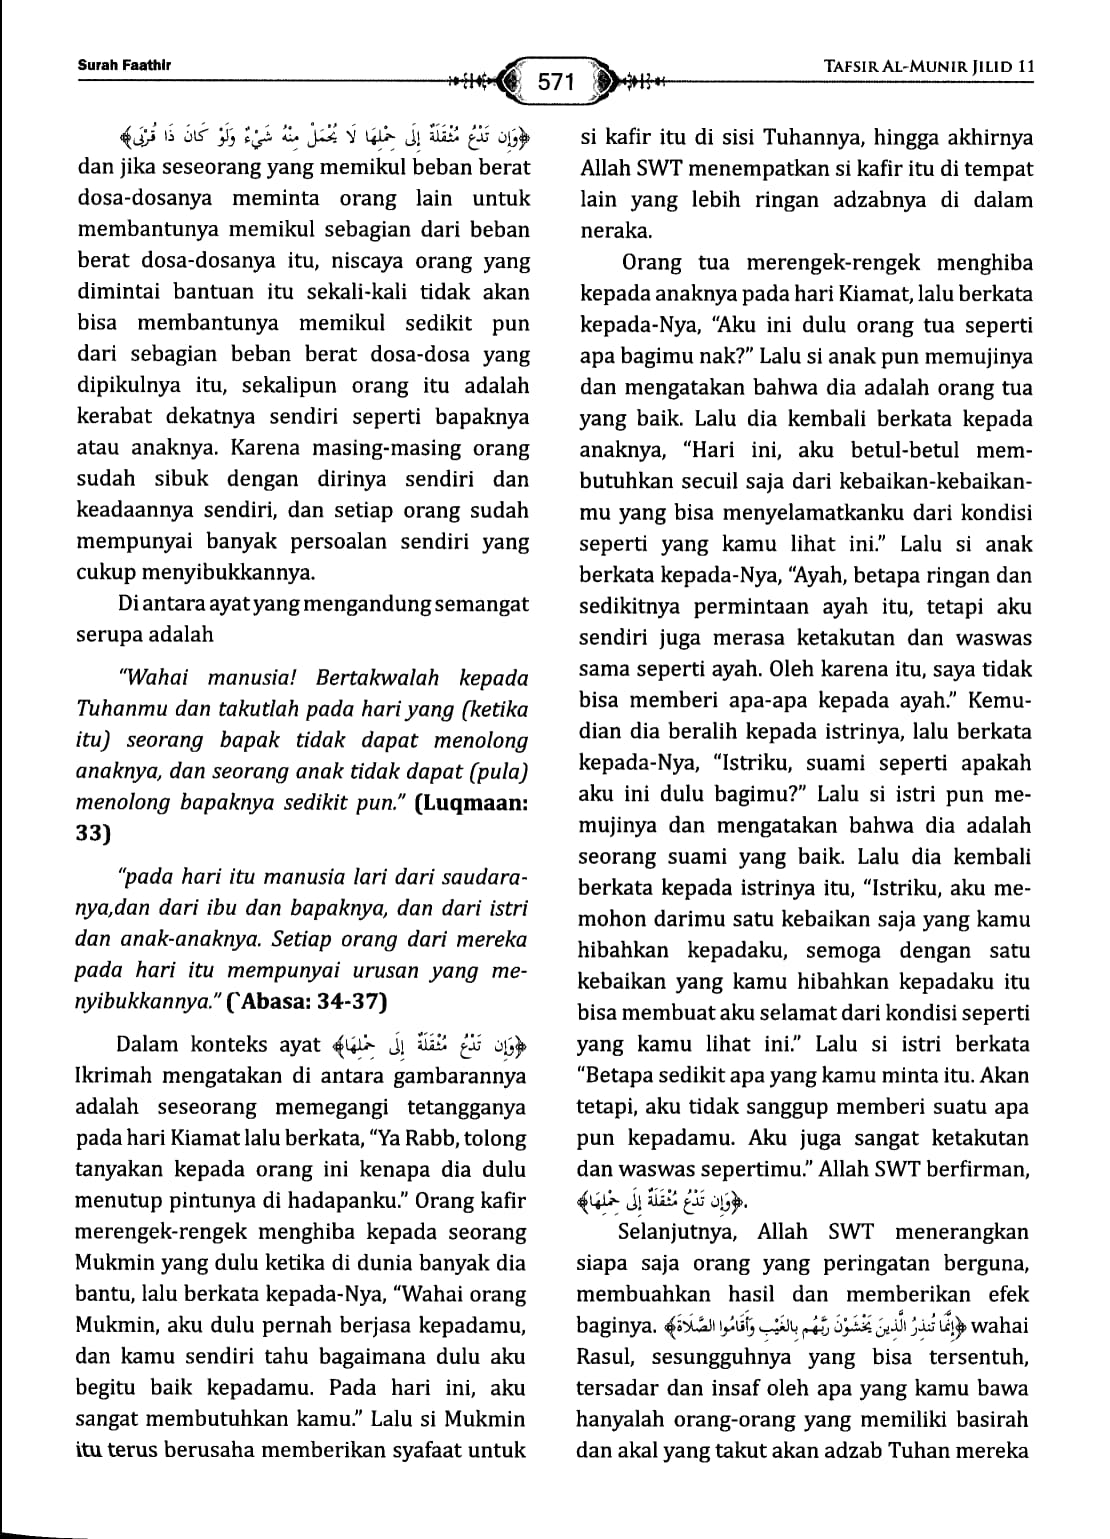 Surah Faathir
571
TAFSIR AL-MUNIR JILID 11
﴿وَإِن تَدْعُ مُثْقَلَةٌ إِلَى حِمْلِهَا لَا يُحْمَلْ مِنْهُ شَيْءٌ وَلَوْ كَانَ ذَا قُرْبَى﴾
dan jika seseorang yang memikul beban berat
dosa-dosanya meminta orang lain untuk
membantunya memikul sebagian dari beban
berat dosa-dosanya itu, niscaya orang yang
dimintai bantuan itu sekali-kali tidak akan
bisa membantunya memikul sedikit pun
dari sebagian beban berat dosa-dosa yang
dipikulnya itu, sekalipun orang itu adalah
kerabat dekatnya sendiri seperti bapaknya
atau anaknya. Karena masing-masing orang
sudah sibuk dengan dirinya sendiri dan
keadaannya sendiri, dan setiap orang sudah
mempunyai banyak persoalan sendiri yang
cukup menyibukkannya.
Di antara ayat yang mengandung semangat
serupa adalah
“Wahai manusia! Bertakwalah kepada
Tuhanmu dan takutlah pada hari yang (ketika
itu) seorang bapak tidak dapat menolong
anaknya, dan seorang anak tidak dapat (pula)
menolong bapaknya sedikit pun.” (Luqmaan:
33)
“pada hari itu manusia lari dari saudara-
nya,dan dari ibu dan bapaknya, dan dari istri
dan anak-anaknya. Setiap orang dari mereka
pada hari itu mempunyai urusan yang me-
nyibukkannya.” (`Abasa: 34-37)
Dalam konteks ayat ﴿وَإِن تَدْعُ مُثْقَلَةٌ إِلَى حِمْلِهَا﴾
Ikrimah mengatakan di antara gambarannya
adalah seseorang memegangi tetangganya
pada hari Kiamat lalu berkata, “Ya Rabb, tolong
tanyakan kepada orang ini kenapa dia dulu
menutup pintunya di hadapanku.” Orang kafir
merengek-rengek menghiba kepada seorang
Mukmin yang dulu ketika di dunia banyak dia
bantu, lalu berkata kepada-Nya, “Wahai orang
Mukmin, aku dulu pernah berjasa kepadamu,
dan kamu sendiri tahu bagaimana dulu aku
begitu baik kepadamu. Pada hari ini, aku
sangat membutuhkan kamu.” Lalu si Mukmin
itu terus berusaha memberikan syafaat untuk
si kafir itu di sisi Tuhannya, hingga akhirnya
Allah SWT menempatkan si kafir itu di tempat
lain yang lebih ringan adzabnya di dalam
neraka.
Orang tua merengek-rengek menghiba
kepada anaknya pada hari Kiamat, lalu berkata
kepada-Nya, “Aku ini dulu orang tua seperti
apa bagimu nak?” Lalu si anak pun memujinya
dan mengatakan bahwa dia adalah orang tua
yang baik. Lalu dia kembali berkata kepada
anaknya, “Hari ini, aku betul-betul mem-
butuhkan secuil saja dari kebaikan-kebaikan-
mu yang bisa menyelamatkanku dari kondisi
seperti yang kamu lihat ini.” Lalu si anak
berkata kepada-Nya, “Ayah, betapa ringan dan
sedikitnya permintaan ayah itu, tetapi aku
sendiri juga merasa ketakutan dan waswas
sama seperti ayah. Oleh karena itu, saya tidak
bisa memberi apa-apa kepada ayah.” Kemu-
dian dia beralih kepada istrinya, lalu berkata
kepada-Nya, “Istriku, suami seperti apakah
aku ini dulu bagimu?” Lalu si istri pun me-
mujinya dan mengatakan bahwa dia adalah
seorang suami yang baik. Lalu dia kembali
berkata kepada istrinya itu, “Istriku, aku me-
mohon darimu satu kebaikan saja yang kamu
hibahkan kepadaku, semoga dengan satu
kebaikan yang kamu hibahkan kepadaku itu
bisa membuat aku selamat dari kondisi seperti
yang kamu lihat ini.” Lalu si istri berkata
“Betapa sedikit apa yang kamu minta itu. Akan
tetapi, aku tidak sanggup memberi suatu apa
pun kepadamu. Aku juga sangat ketakutan
dan waswas sepertimu.” Allah SWT berfirman,
﴿وَإِن تَدْعُ مُثْقَلَةٌ إِلَى حِمْلِهَا﴾.
Selanjutnya, Allah SWT menerangkan
siapa saja orang yang peringatan berguna,
membuahkan hasil dan memberikan efek
baginya. ﴿إِنَّمَا تُنذِرُ الَّذِينَ يَخْشَوْنَ رَبَّهُم بِالْغَيْبِ وَأَقَامُوا الصَّلَاةَ﴾ wahai
Rasul, sesungguhnya yang bisa tersentuh,
tersadar dan insaf oleh apa yang kamu bawa
hanyalah orang-orang yang memiliki basirah
dan akal yang takut akan adzab Tuhan mereka